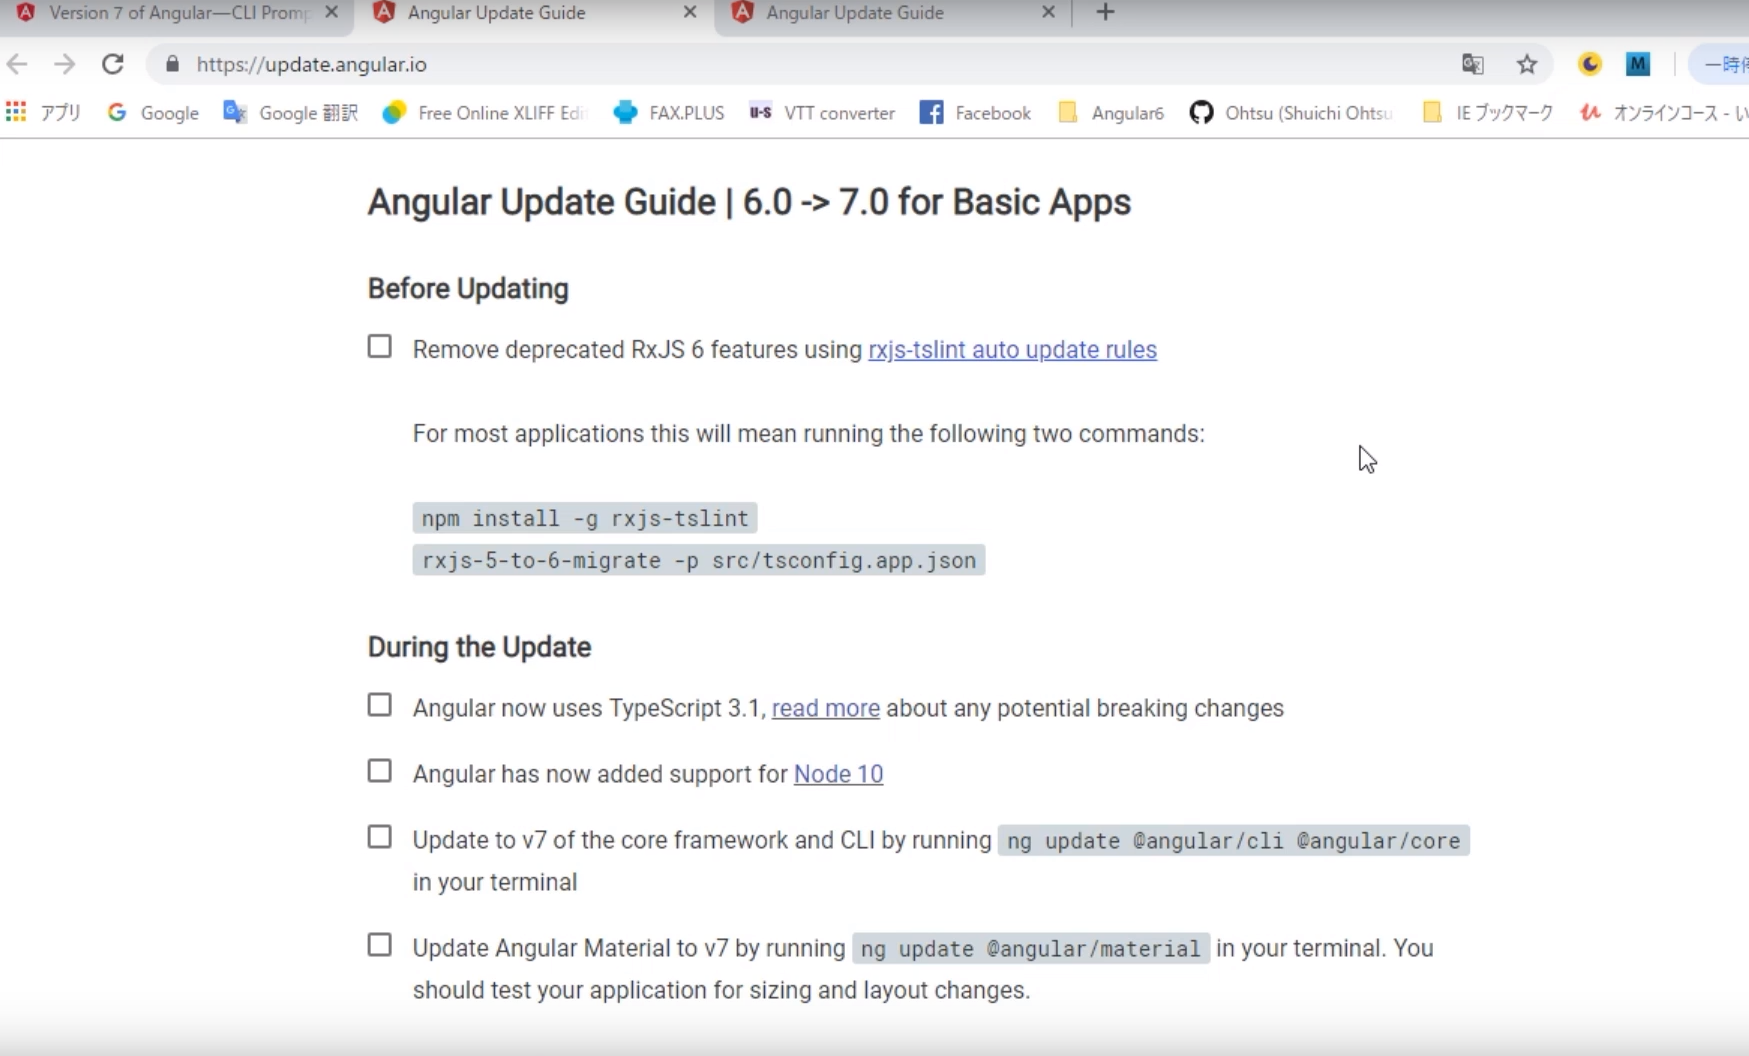 Version 7 of Angular—CLI Promp
Angular Update Guide
Angular Update Guide
https://update.angular.io
一時停
アプリ
Google
Google 翻訳
Free Online XLIFF Edi
FAX.PLUS
u-s VTT converter
Facebook
Angular6
Ohtsu (Shuichi Ohtsu
IE ブックマーク
オンラインコース - い
Angular Update Guide | 6.0 -> 7.0 for Basic Apps
Before Updating
Remove deprecated RxJS 6 features using rxjs-tslint auto update rules
For most applications this will mean running the following two commands:
npm install -g rxjs-tslint
rxjs-5-to-6-migrate -p src/tsconfig.app.json
During the Update
Angular now uses TypeScript 3.1, read more about any potential breaking changes
Angular has now added support for Node 10
Update to v7 of the core framework and CLI by running ng update @angular/cli @angular/core
in your terminal
Update Angular Material to v7 by running ng update @angular/material in your terminal. You
should test your application for sizing and layout changes.